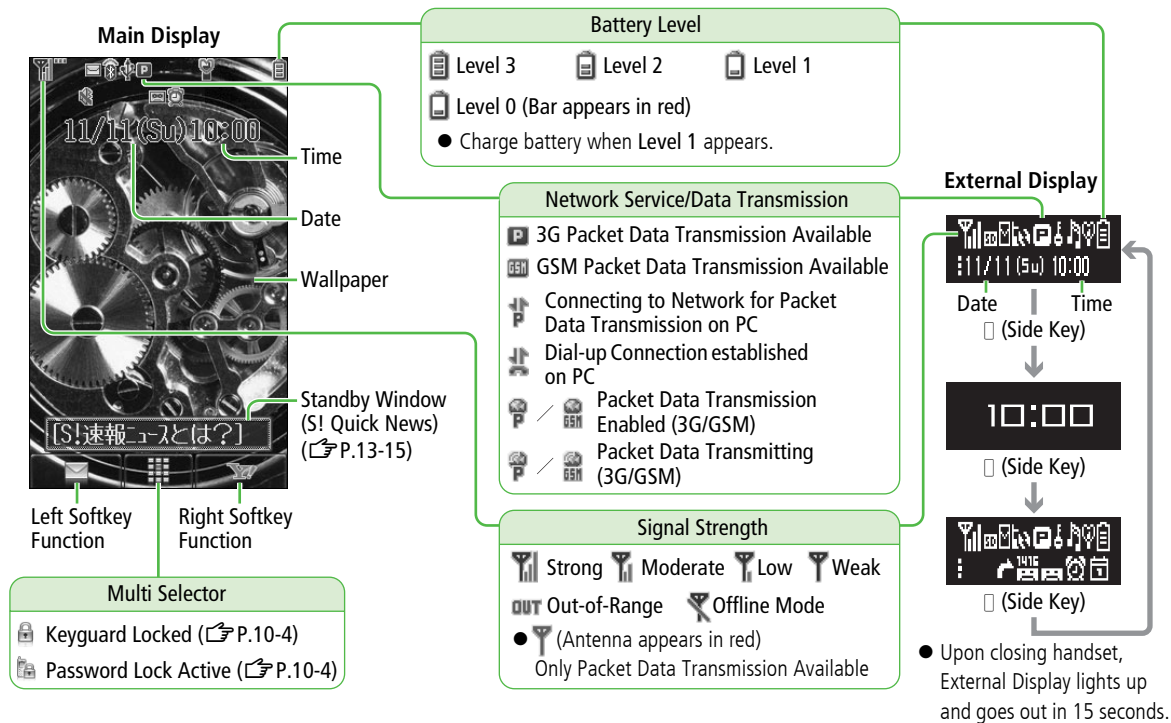 Main Display
11/11(Su)10:00
Time
Date
Wallpaper
Standby Window
(S! Quick News)
(P.13-15)
[S!速報ニュースとは?]
Left Softkey
Function
Right Softkey
Function
Multi Selector
Keyguard Locked (P.10-4)
Password Lock Active (P.10-4)
Battery Level
Level 3
Level 2
Level 1
Level 0 (Bar appears in red)
● Charge battery when Level 1 appears.
Network Service/Data Transmission
P 3G Packet Data Transmission Available
GSM GSM Packet Data Transmission Available
P Connecting to Network for Packet
Data Transmission on PC
Dial-up Connection established
on PC
P / GSM Packet Data Transmission
Enabled (3G/GSM)
P / GSM Packet Data Transmitting
(3G/GSM)
Signal Strength
Strong Moderate Low Weak
OUT Out-of-Range Offline Mode
● (Antenna appears in red)
Only Packet Data Transmission Available
External Display
11/11(Su) 10:00
Date Time
(Side Key)
10:00
(Side Key)
1416
(Side Key)
● Upon closing handset,
External Display lights up
and goes out in 15 seconds.